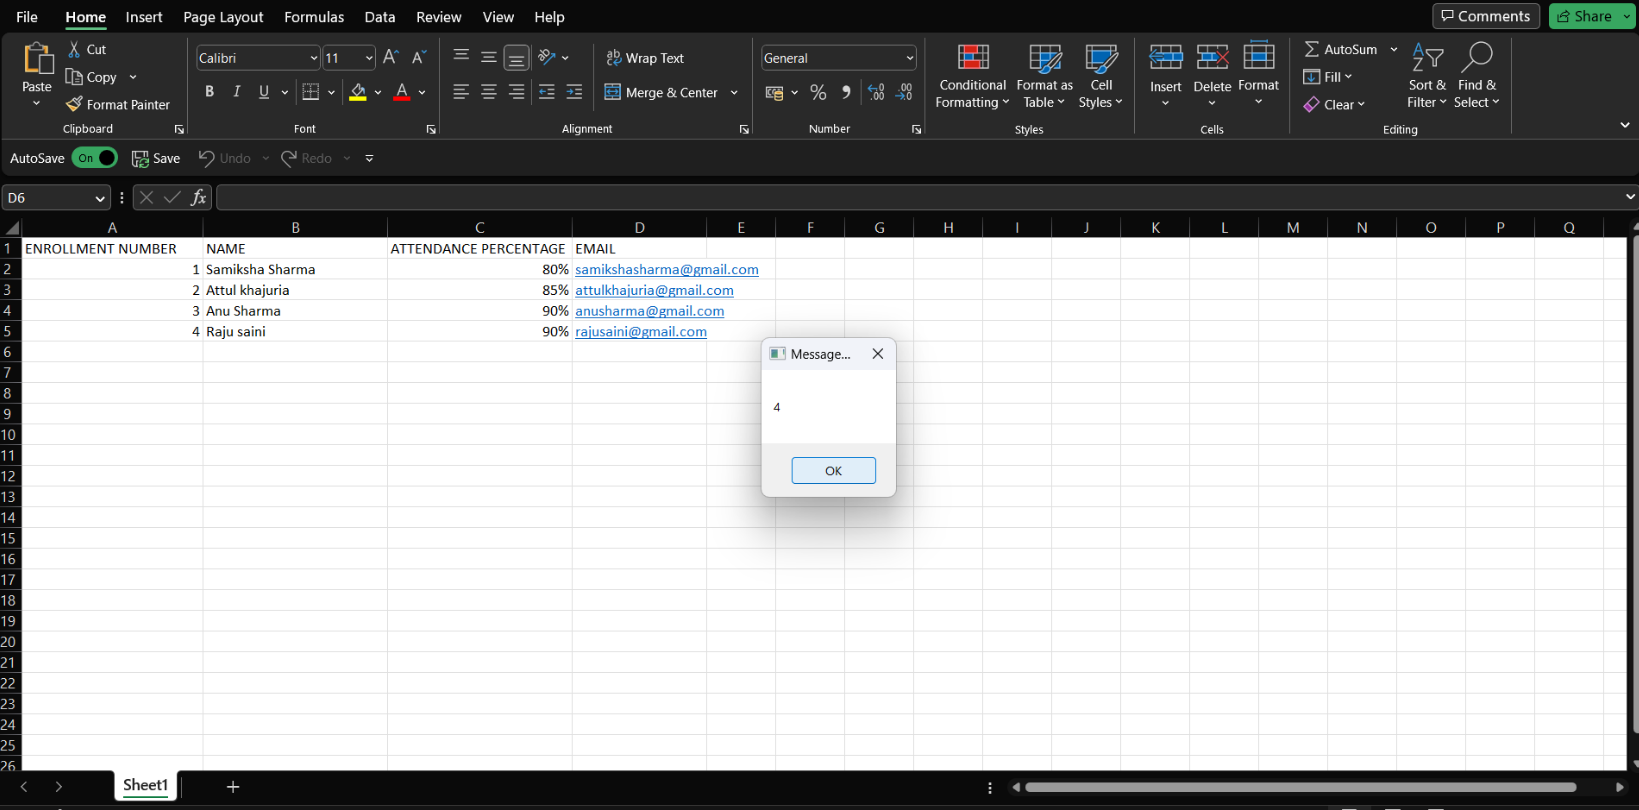 File Home Insert Page Layout Formulas Data Review View Help Comments Share
Cut
Copy
Format Painter
Paste
Clipboard
Calibri 11 A A
B I U A
Font
Wrap Text
Merge & Center
Alignment
General
% 9 .00 .00
Number
Conditional Formatting
Format as Table
Cell Styles
Styles
Insert Delete Format
Cells
AutoSum
Fill
Clear
Sort & Filter
Find & Select
Editing
AutoSave On Save Undo Redo
D6 fx
A B C D E F G H I J K L M N O P Q
1 ENROLLMENT NUMBER NAME ATTENDANCE PERCENTAGE EMAIL
2 1 Samiksha Sharma 80% samikshasharma@gmail.com
3 2 Attul khajuria 85% attulkhajuria@gmail.com
4 3 Anu Sharma 90% anusharma@gmail.com
5 4 Raju saini 90% rajusaini@gmail.com
6
7
8
9
10
11
12
13
14
15
16
17
18
19
20
21
22
23
24
25
26
Message...
4
OK
Sheet1